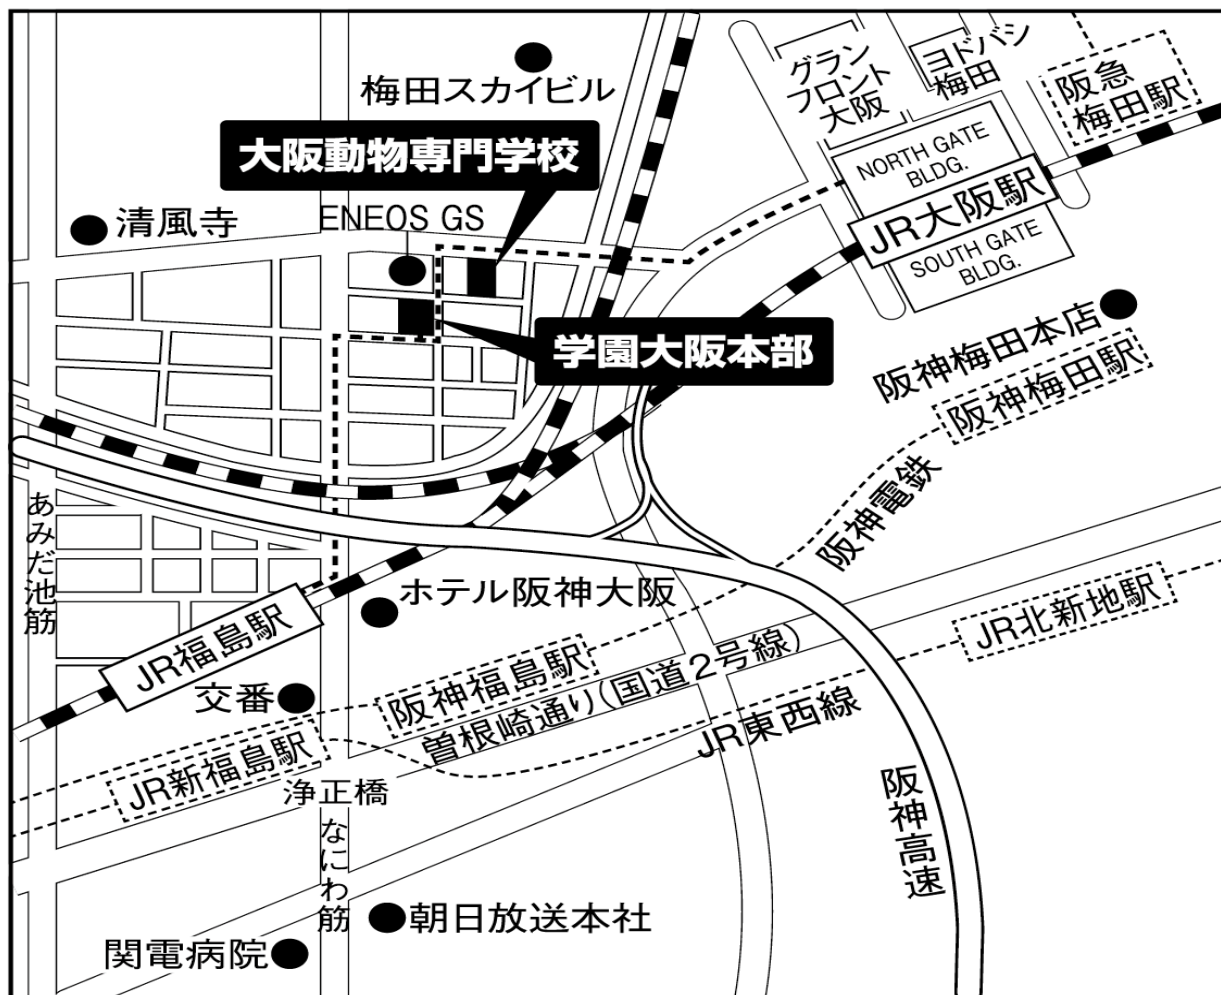 梅田スカイビル
グラン
フロント
大阪
ヨドバシ
梅田
阪急
梅田駅
大阪動物専門学校
NORTH GATE
BLDG.
JR大阪駅
SOUTH GATE
BLDG.
清風寺
ENEOS GS
学園大阪本部
阪神梅田本店
阪神梅田駅
阪神電鉄
あみだ池筋
ホテル阪神大阪
JR北新地駅
JR福島駅
交番
阪神福島駅
曽根崎通り(国道2号線)
JR東西線
JR新福島駅
浄正橋
なにわ筋
阪神高速
朝日放送本社
関電病院